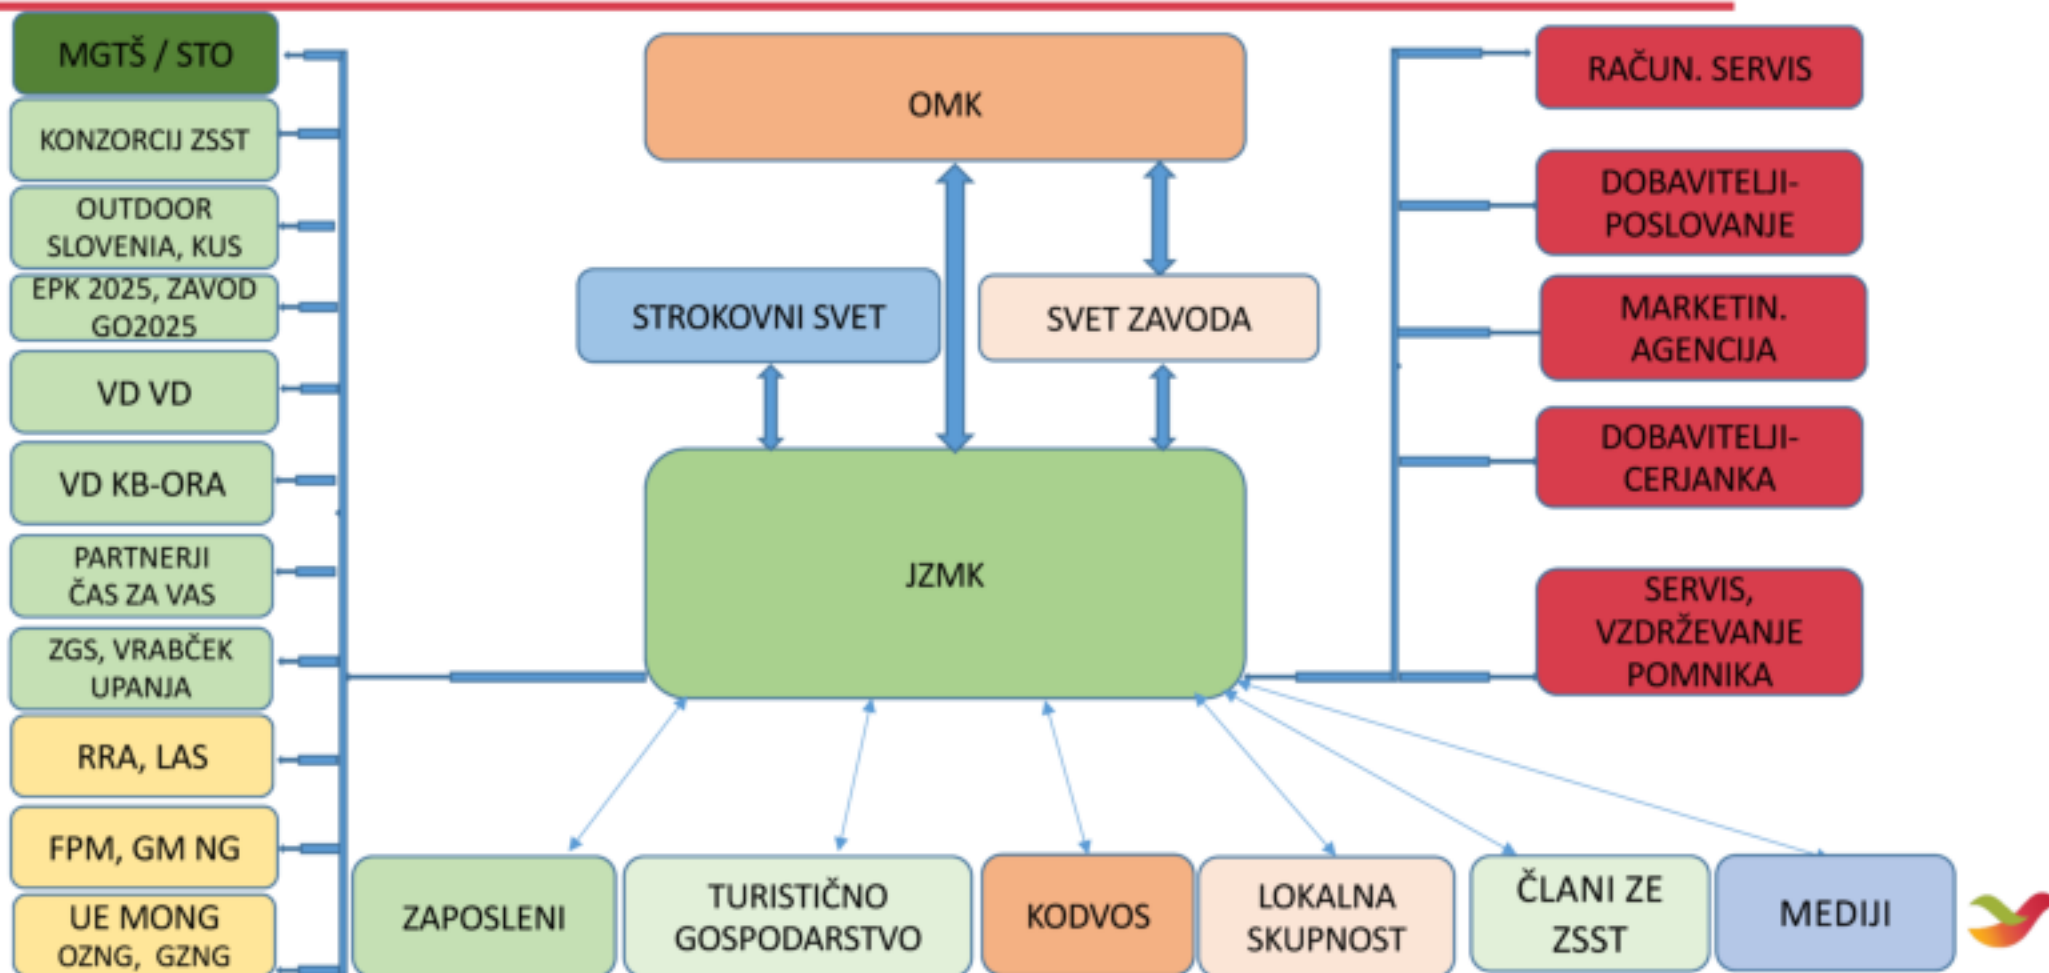 MGTŠ / STO
KONZORCIJ ZSST
OUTDOOR
SLOVENIA, KUS
EPK 2025, ZAVOD
GO2025
VD VD
VD KB-ORA
PARTNERJI
ČAS ZA VAS
ZGS, VRABČEK
UPANJA
RRA, LAS
FPM, GM NG
UE MONG
OZNG, GZNG
OMK
STROKOVNI SVET
SVET ZAVODA
JZMK
RAČUN. SERVIS
DOBAVITELJI-
POSLOVANJE
MARKETIN.
AGENCIJA
DOBAVITELJI-
CERJANKA
SERVIS,
VZDRŽEVANJE
POMNIKA
ZAPOSLENI
TURISTIČNO
GOSPODARSTVO
KODVOS
LOKALNA
SKUPNOST
ČLANI ZE
ZSST
MEDIJI